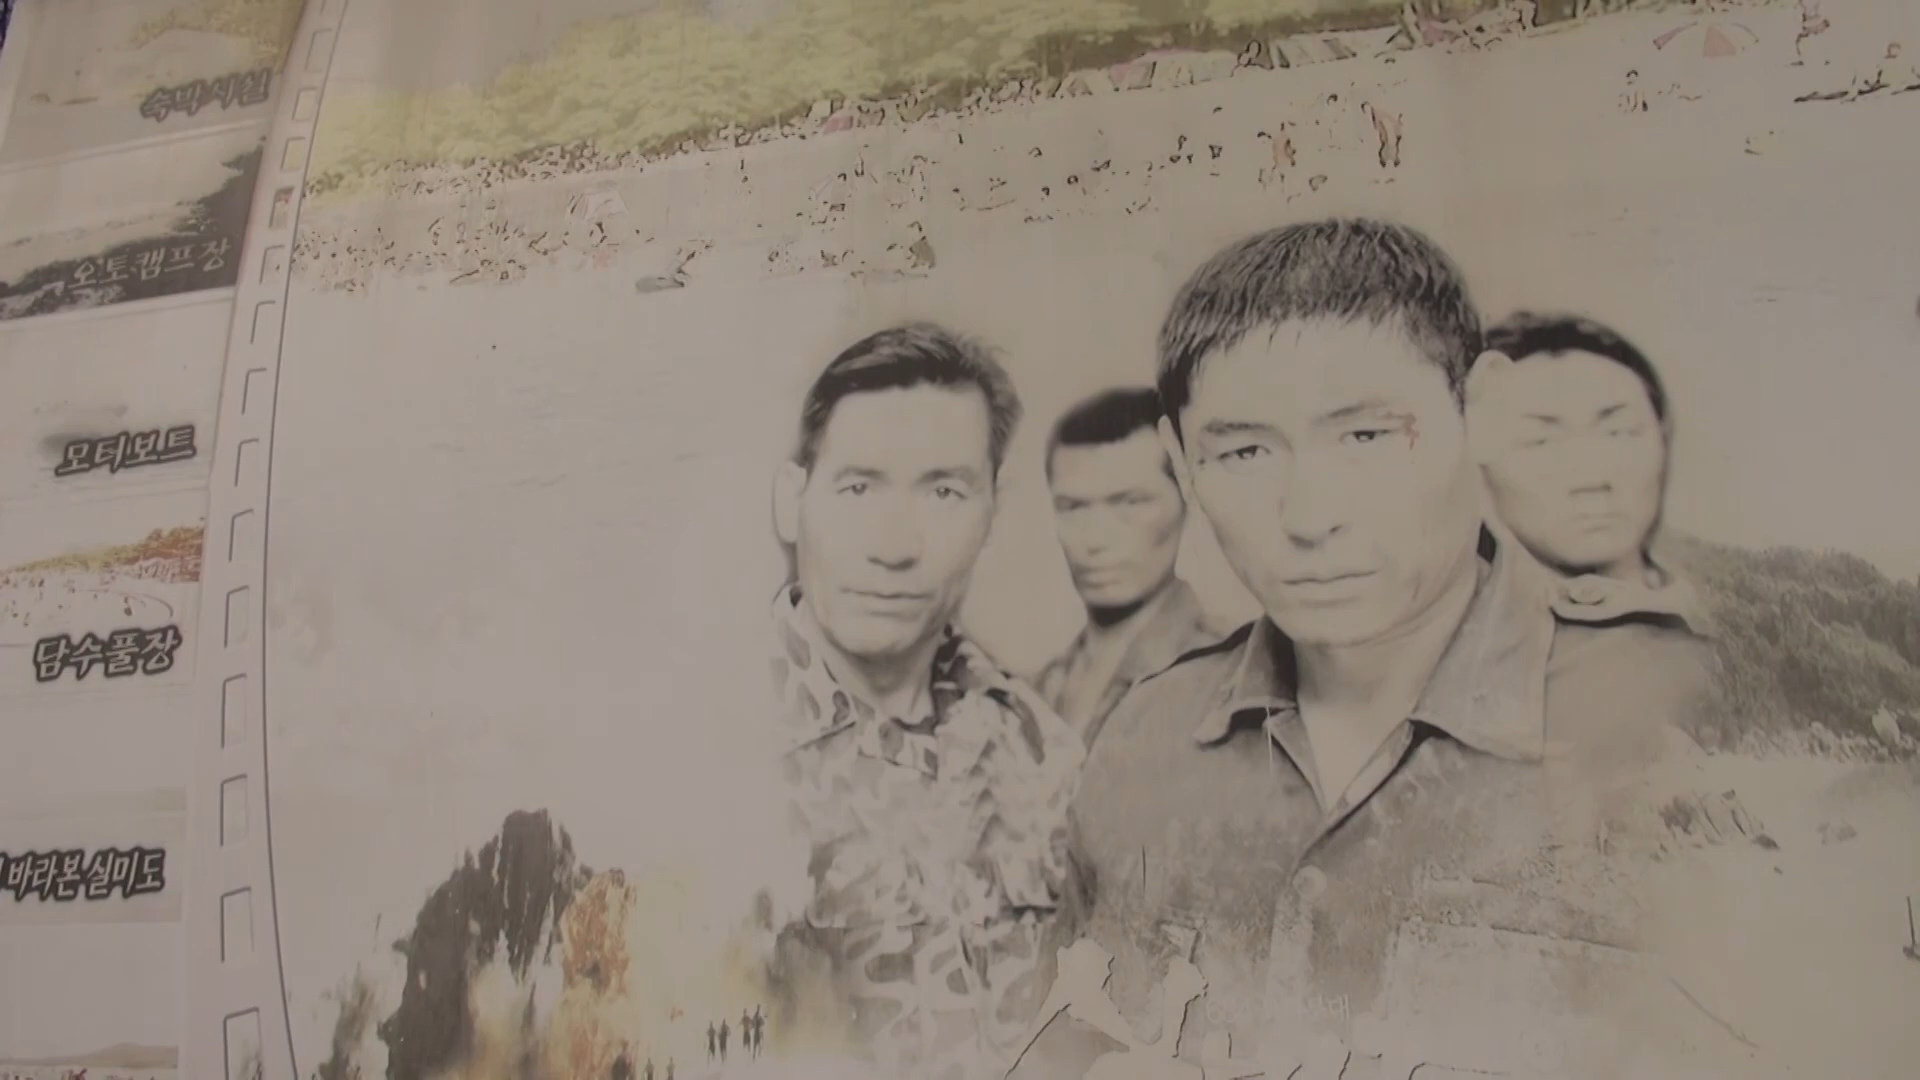 숙박시설
오토캠프장
모터보트
담수풀장
바라본 실미도